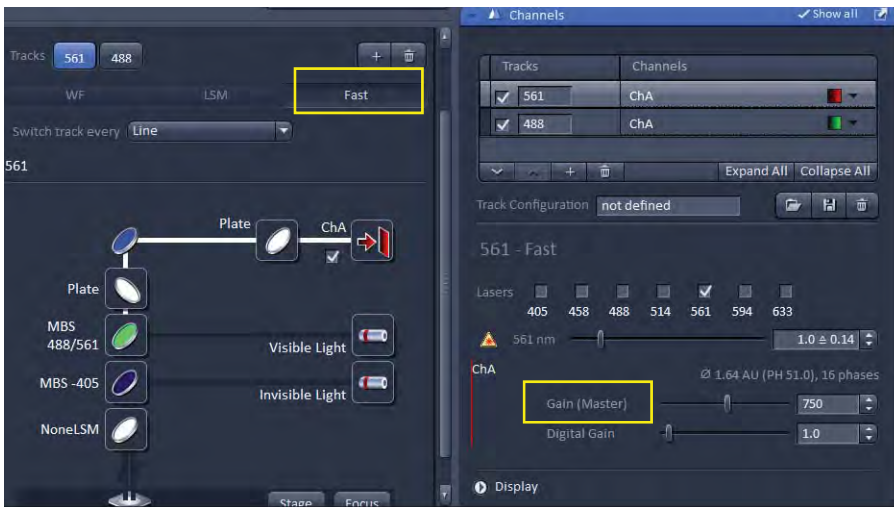 Tracks 561 488 +
WF LSM Fast
Switch track every Line
561
Plate ChA
Plate
MBS
488/561
Visible Light
MBS -405
Invisible Light
NoneLSM
Stage Focus
Channels Show all
Tracks Channels
561 ChA
488 ChA
+ Expand All Collapse All
Track Configuration not defined
561 - Fast
Lasers
405 458 488 514 561 594 633
561 nm 1.0 ≙ 0.14
ChA
Ø 1.64 AU (PH 51.0), 16 phases
Gain (Master) 750
Digital Gain 1.0
Display